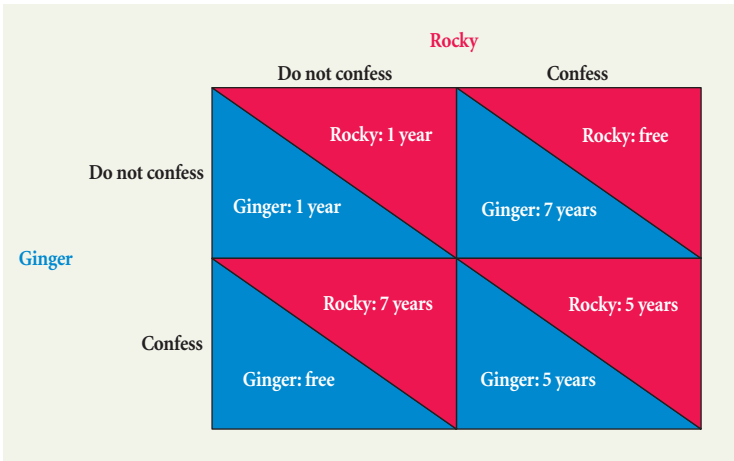 Rocky
Do not confess
Confess
Do not confess
Rocky: 1 year
Ginger: 1 year
Rocky: free
Ginger: 7 years
Ginger
Confess
Rocky: 7 years
Ginger: free
Rocky: 5 years
Ginger: 5 years